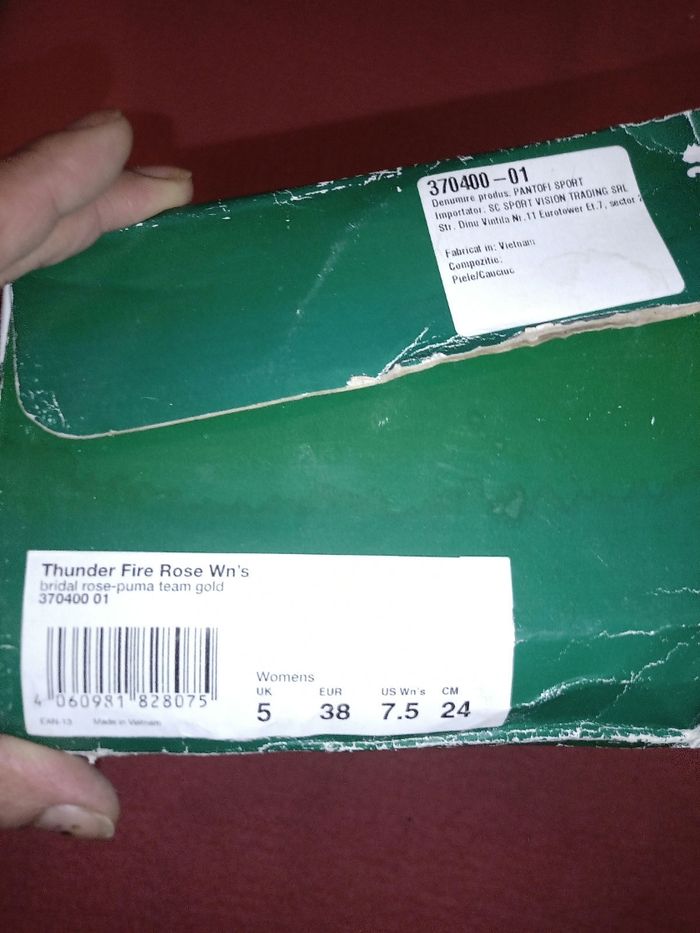 370400-01
Denumire produs: PANTOFI SPORT
Importator: SC SPORT VISION TRADING SRL
Str. Dinu Vintila Nr.11 Eurotower Et.7, sector
Fabricat in: Vietnam
Compozitie:
Piele/Cauciuc
Thunder Fire Rose Wn's
bridal rose-puma team gold
370400 01
4 060981 828075
EAN-13 Made in Vietnam
Womens
UK EUR US Wn's CM
5 38 7.5 24